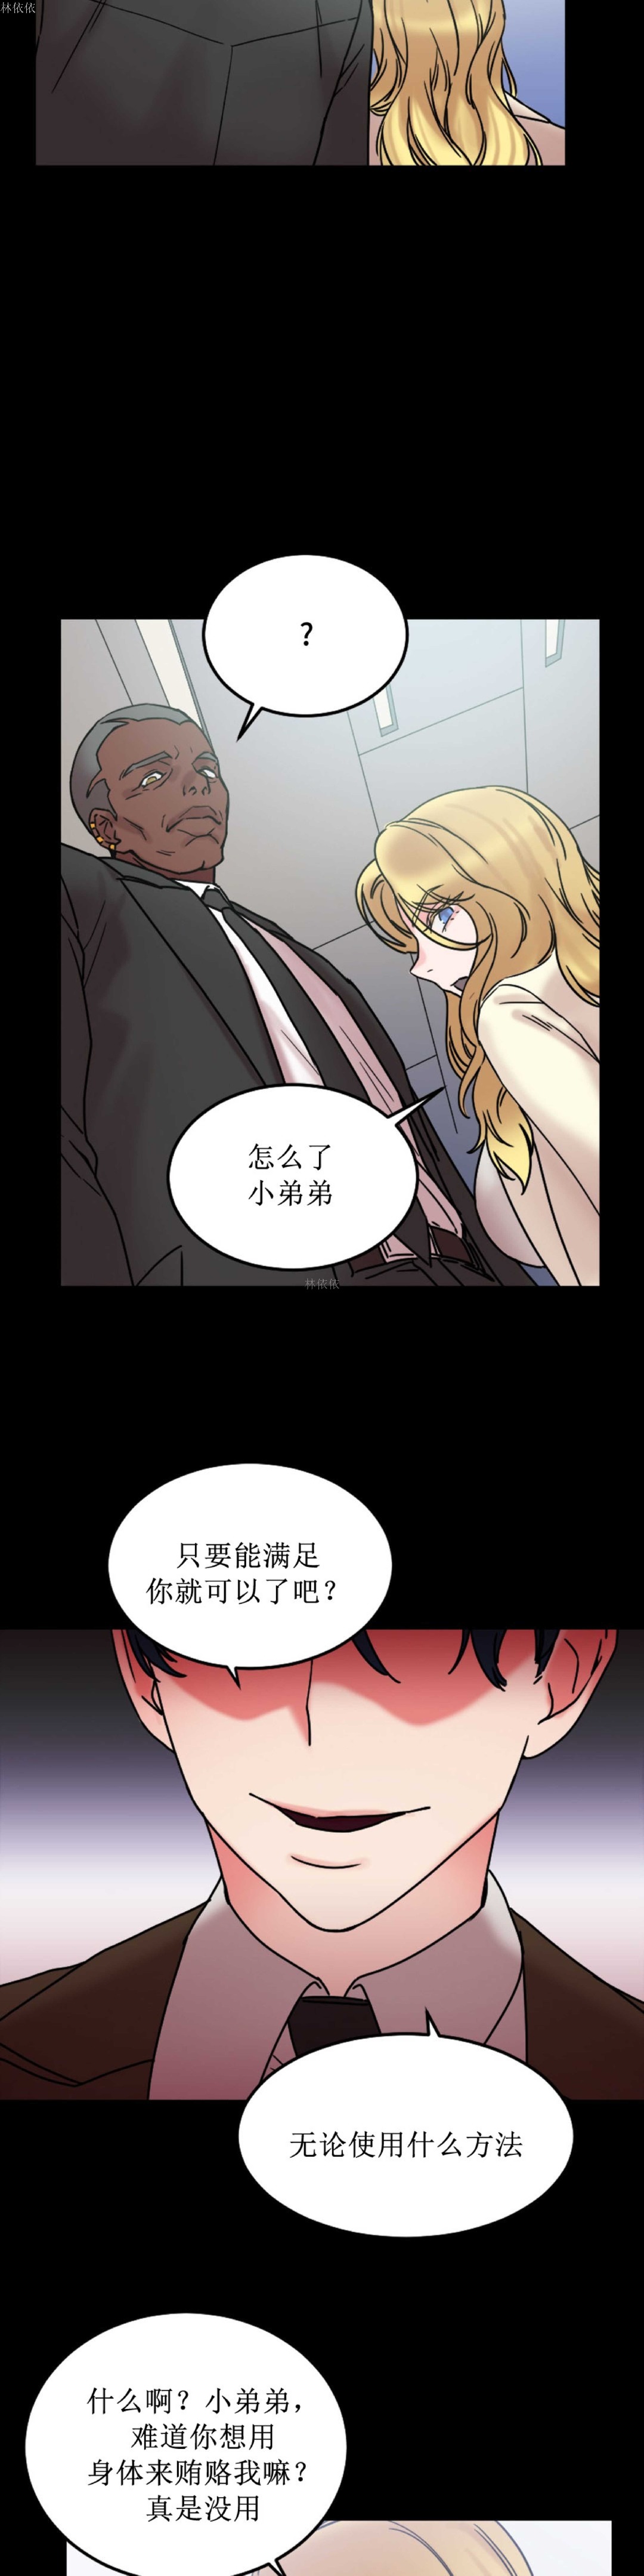 林依依
?
怎么了
小弟弟
林依依
只要能满足
你就可以了吧？
无论使用什么方法
什么啊？小弟弟，
难道你想用
身体来贿赂我嘛？
真是没用